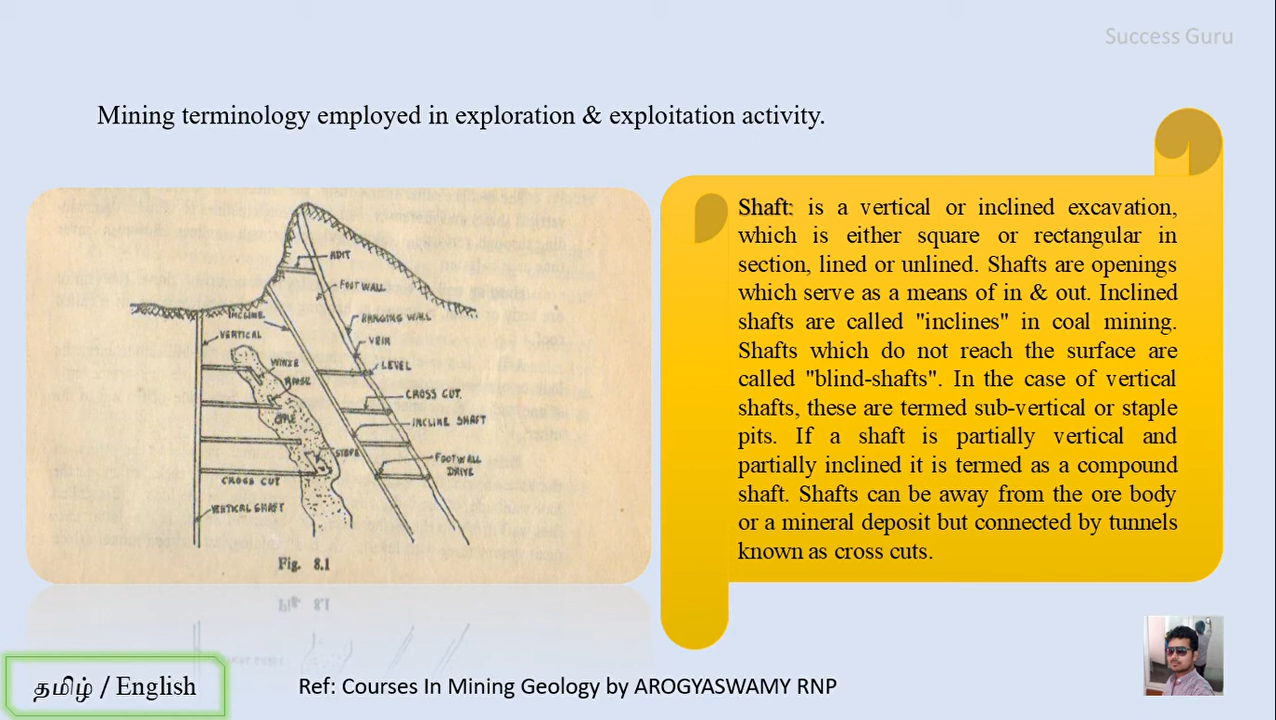 Success Guru
Mining terminology employed in exploration & exploitation activity.
ADIT
FOOT WALL
INCLINE
HANGING WALL
VERTICAL
VEIN
WINZE
LEVEL
CROSS CUT.
ORE
INCLINE SHAFT
STOPE
FOOTWALL
DRIVE
CROSS CUT
VERTICAL SHAFT
Fig. 8.1
Shaft: is a vertical or inclined excavation,
which is either square or rectangular in
section, lined or unlined. Shafts are openings
which serve as a means of in & out. Inclined
shafts are called "inclines" in coal mining.
Shafts which do not reach the surface are
called "blind-shafts". In the case of vertical
shafts, these are termed sub-vertical or staple
pits. If a shaft is partially vertical and
partially inclined it is termed as a compound
shaft. Shafts can be away from the ore body
or a mineral deposit but connected by tunnels
known as cross cuts.
தமிழ் / English
Ref: Courses In Mining Geology by AROGYASWAMY RNP